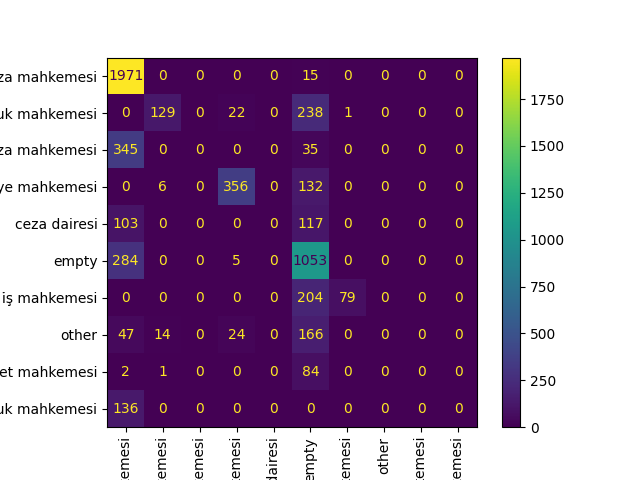 za mahkemesi 1971 0 0 0 0 15 0 0 0 0
uk mahkemesi 0 129 0 22 0 238 1 0 0 0
za mahkemesi 345 0 0 0 0 35 0 0 0 0
ye mahkemesi 0 6 0 356 0 132 0 0 0 0
ceza dairesi 103 0 0 0 0 117 0 0 0 0
empty 284 0 0 5 0 1053 0 0 0 0
iş mahkemesi 0 0 0 0 0 204 79 0 0 0
other 47 14 0 24 0 166 0 0 0 0
et mahkemesi 2 1 0 0 0 84 0 0 0 0
uk mahkemesi 136 0 0 0 0 0 0 0 0 0
emesi
emesi
emesi
emesi
dairesi
empty
emesi
other
emesi
emesi
1750
1500
1250
1000
750
500
250
0